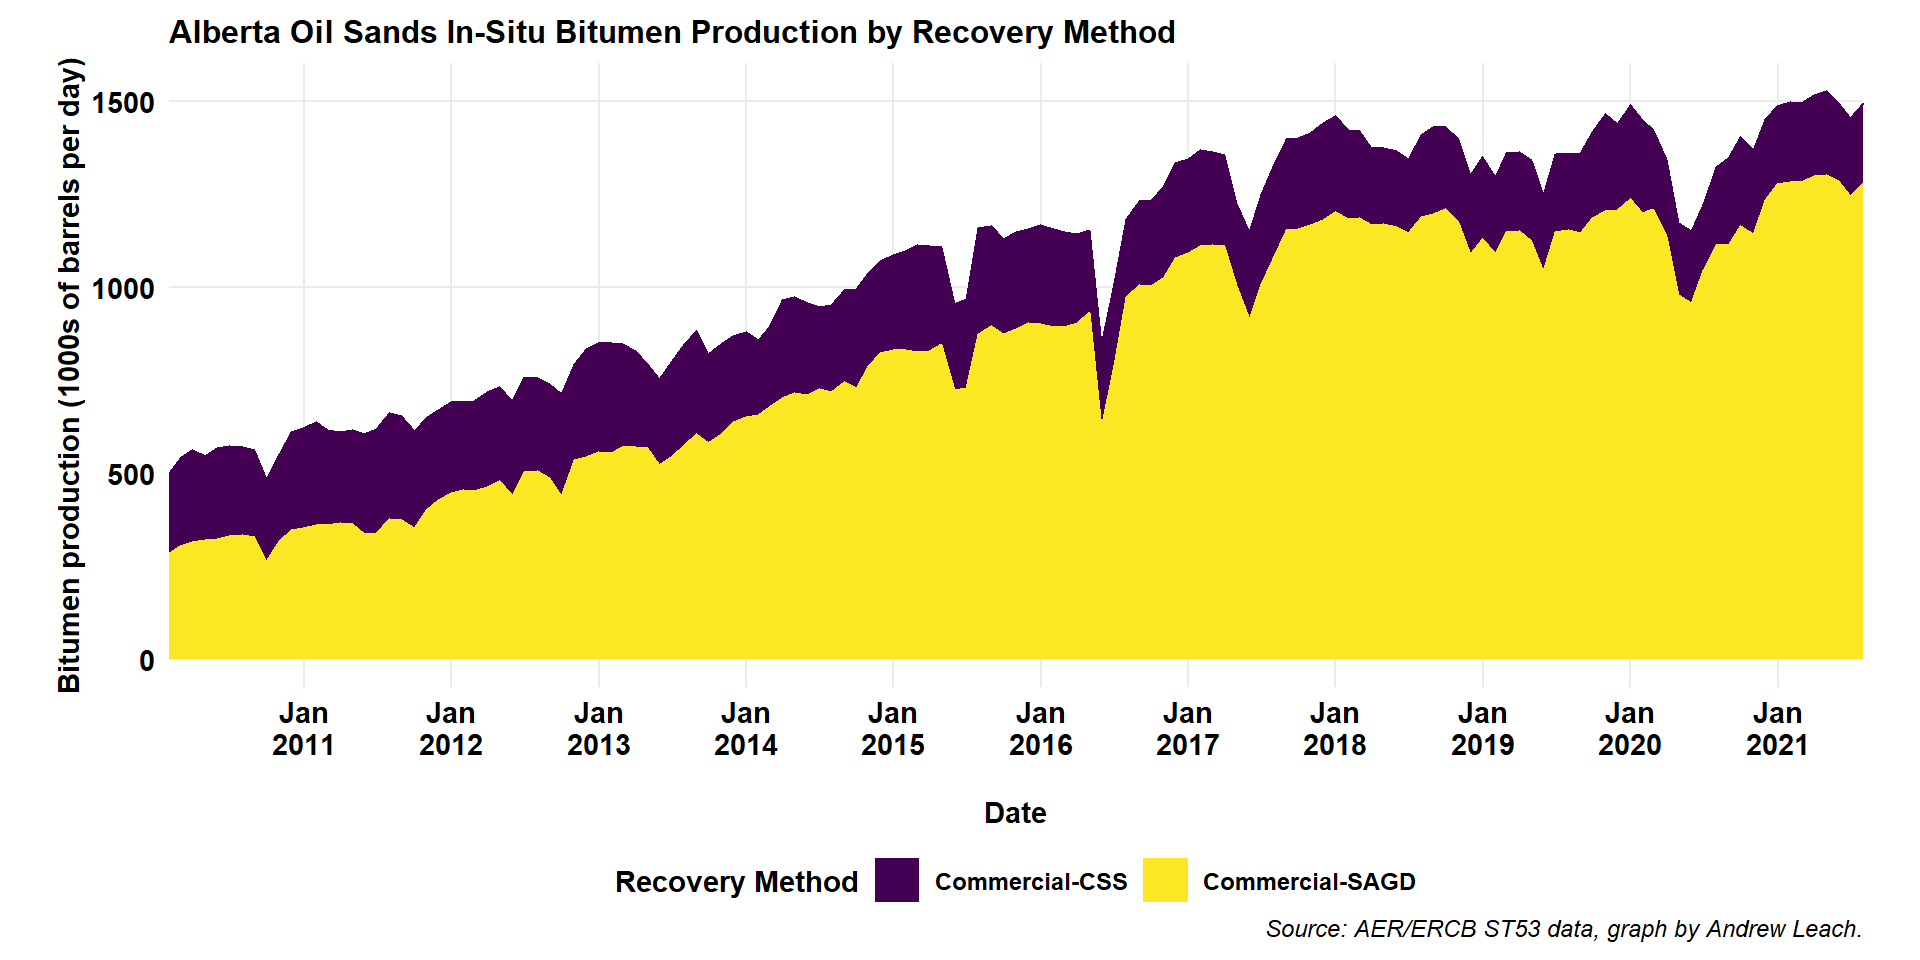 Alberta Oil Sands In-Situ Bitumen Production by Recovery Method
Bitumen production (1000s of barrels per day)
1500
1000
500
0
Jan 2011
Jan 2012
Jan 2013
Jan 2014
Jan 2015
Jan 2016
Jan 2017
Jan 2018
Jan 2019
Jan 2020
Jan 2021
Date
Recovery Method Commercial-CSS Commercial-SAGD
Source: AER/ERCB ST53 data, graph by Andrew Leach.